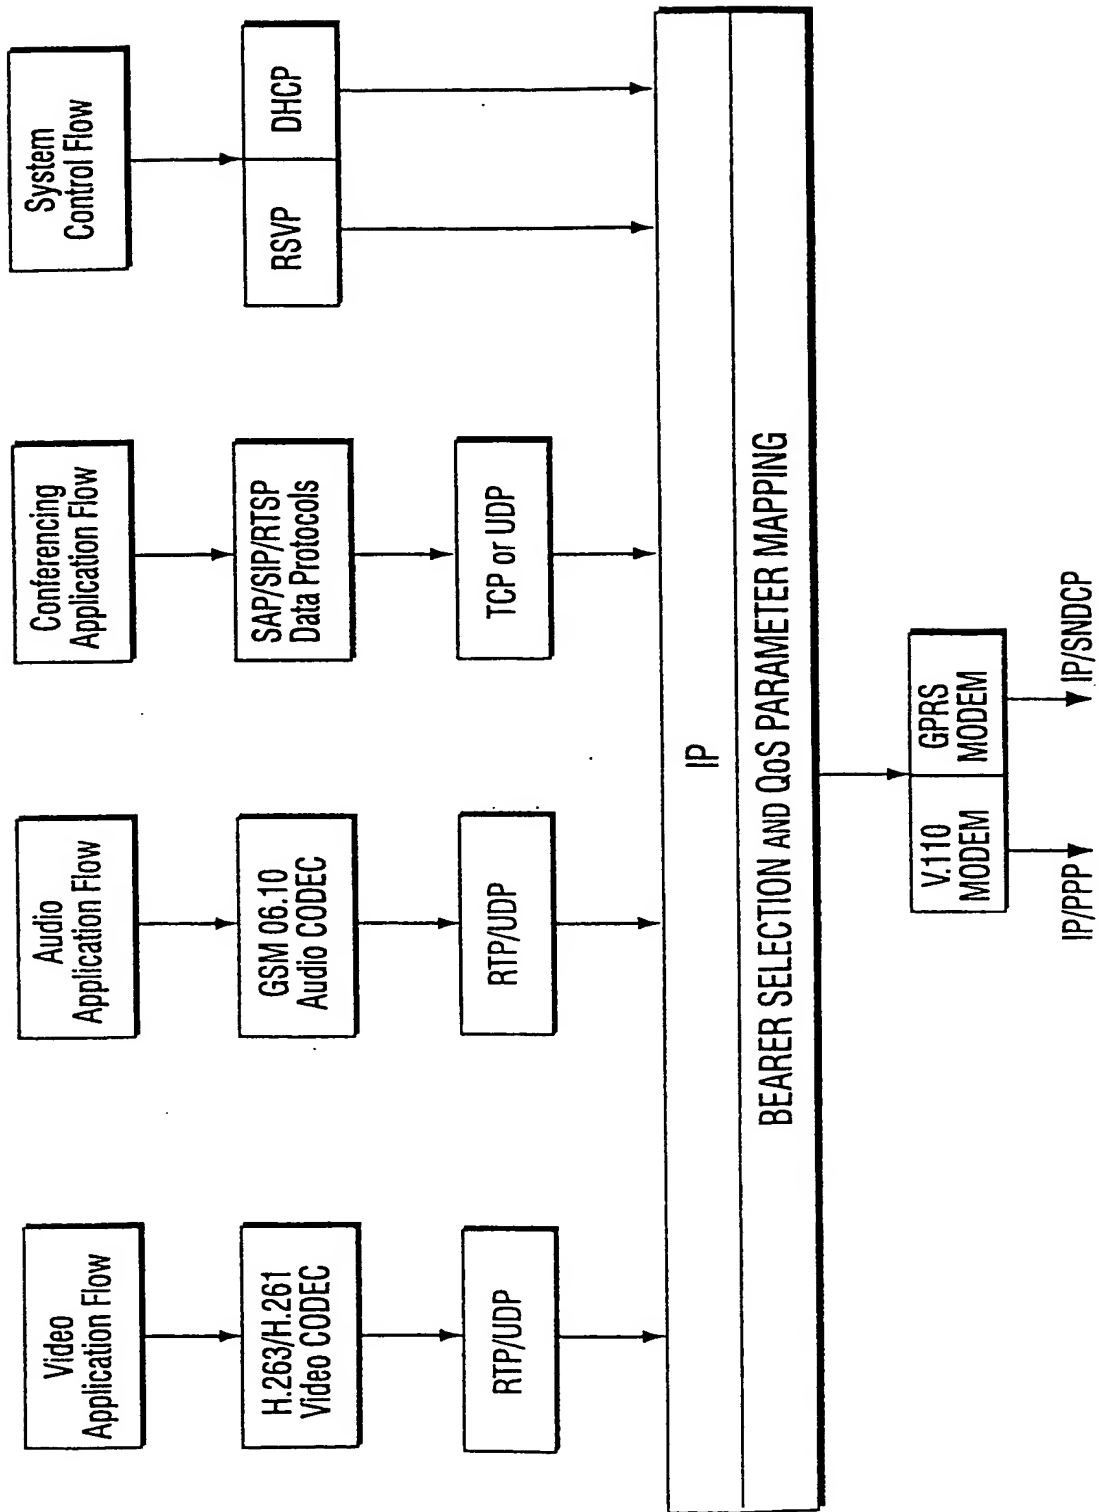 Video
Application Flow
H.263/H.261
Video CODEC
RTP/UDP
Audio
Application Flow
GSM 06.10
Audio CODEC
RTP/UDP
Conferencing
Application Flow
SAP/SIP/RTSP
Data Protocols
TCP or UDP
System
Control Flow
RSVP
DHCP
IP
BEARER SELECTION AND QoS PARAMETER MAPPING
V.110
MODEM
GPRS
MODEM
IP/PPP
IP/SNDCP